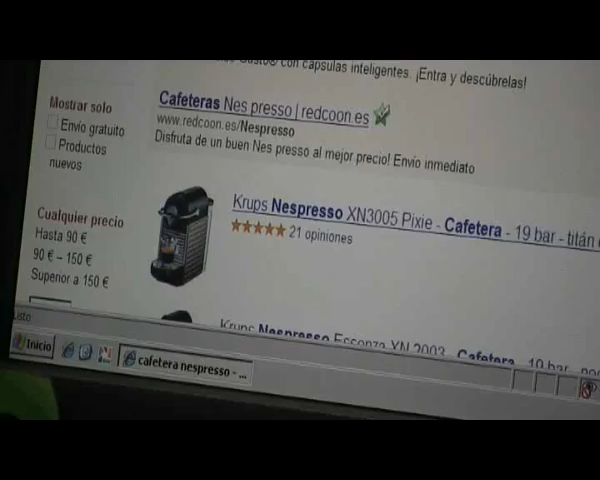 con cápsulas inteligentes. ¡Entra y descúbrelas!
Cafeteras Nes presso | redcoon.es
www.redcoon.es/Nespresso
Disfruta de un buen Nes presso al mejor precio! Envío inmediato
Mostrar solo
Envío gratuito
Productos
nuevos
Krups Nespresso XN3005 Pixie - Cafetera - 19 bar - titán
21 opiniones
Cualquier precio
Hasta 90 €
90 € – 150 €
Superior a 150 €
Krups Nespresso Essenza XN 2003 - Cafetera - 19 bar
Listo
Inicio
cafetera nespresso - ...